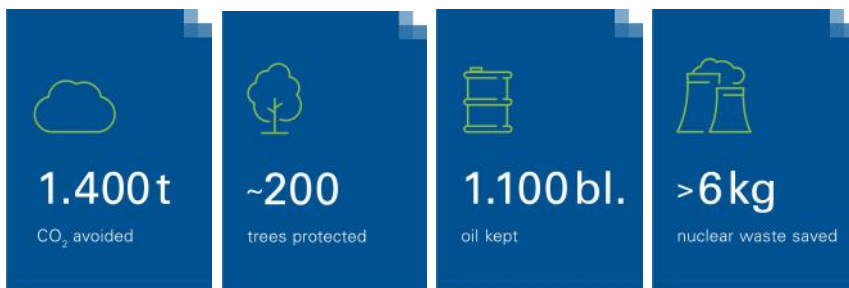 1.400 t
CO₂ avoided
~200
trees protected
1.100 bl.
oil kept
>6 kg
nuclear waste saved